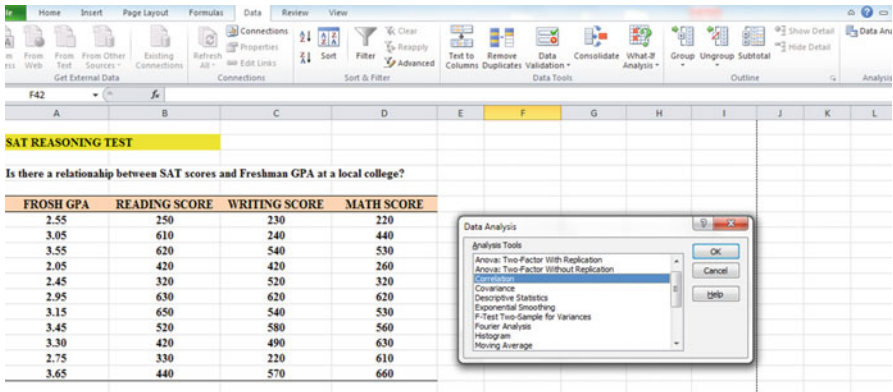 Home Insert Page Layout Formulas Data Review View
Connections Clear Show Detail Data Ana
Properties Reapply Hide Detail
From Web From Text From Other Sources Existing Connections Refresh All Edit Links Sort Filter Advanced Text to Columns Remove Duplicates Data Validation Consolidate What-If Analysis Group Ungroup Subtotal
Get External Data Connections Sort & Filter Data Tools Outline Analysis
F42 fx
A B C D E F G H I J K L
SAT REASONING TEST
Is there a relationahip between SAT scores and Freshman GPA at a local college?
FROSH GPA READING SCORE WRITING SCORE MATH SCORE
2.55 250 230 220
3.05 610 240 440
3.55 620 540 530
2.05 420 420 260
2.45 320 520 320
2.95 630 620 620
3.15 650 540 530
3.45 520 580 560
3.30 420 490 630
2.75 330 220 610
3.65 440 570 660
Data Analysis
Analysis Tools
Anova: Two-Factor With Replication
Anova: Two-Factor Without Replication
Correlation
Covariance
Descriptive Statistics
Exponential Smoothing
F-Test Two-Sample for Variances
Fourier Analysis
Histogram
Moving Average
OK
Cancel
Help